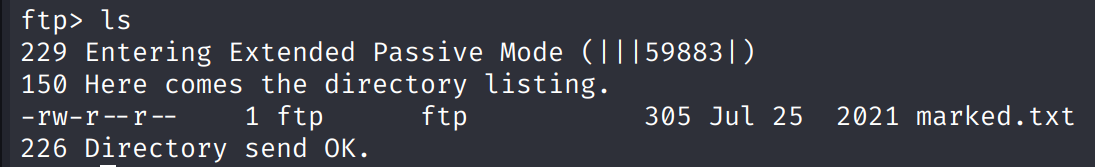 ftp> ls
229 Entering Extended Passive Mode (|||59883|)
150 Here comes the directory listing.
-rw-r--r--    1 ftp      ftp           305 Jul 25  2021 marked.txt
226 Directory send OK.